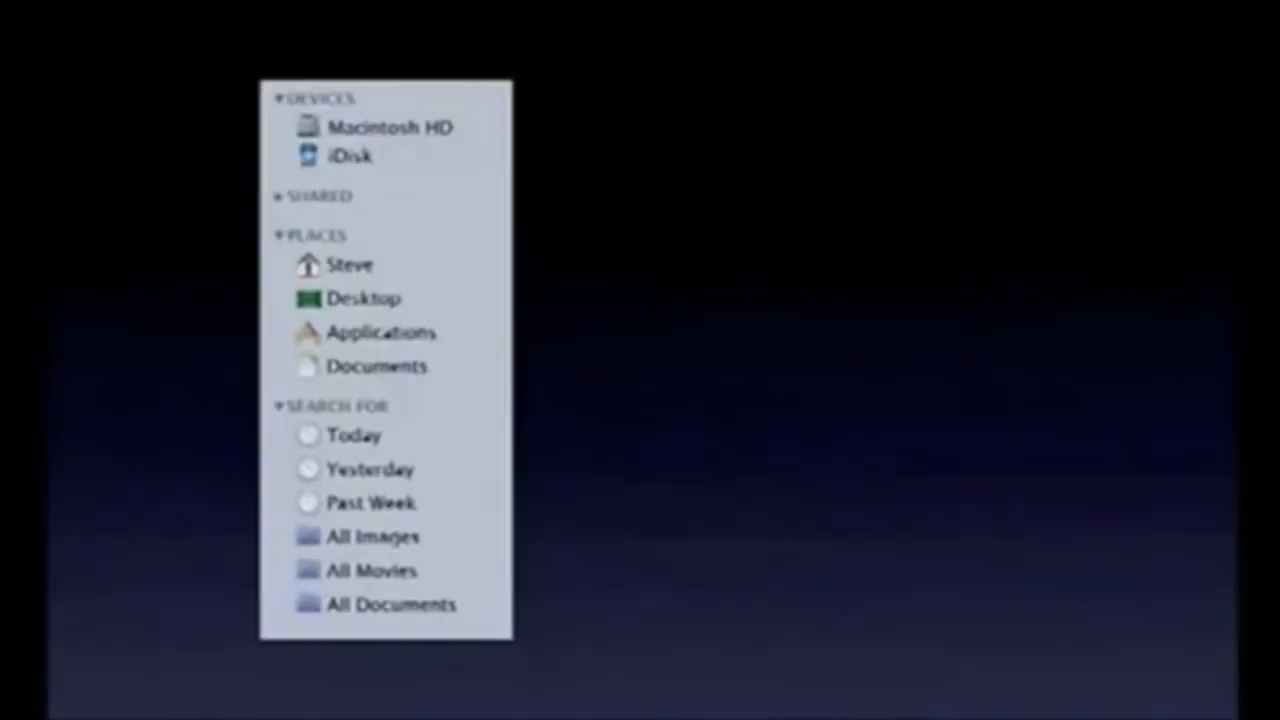 DEVICES
Macintosh HD
iDisk
SHARED
PLACES
Steve
Desktop
Applications
Documents
SEARCH FOR
Today
Yesterday
Past Week
All Images
All Movies
All Documents